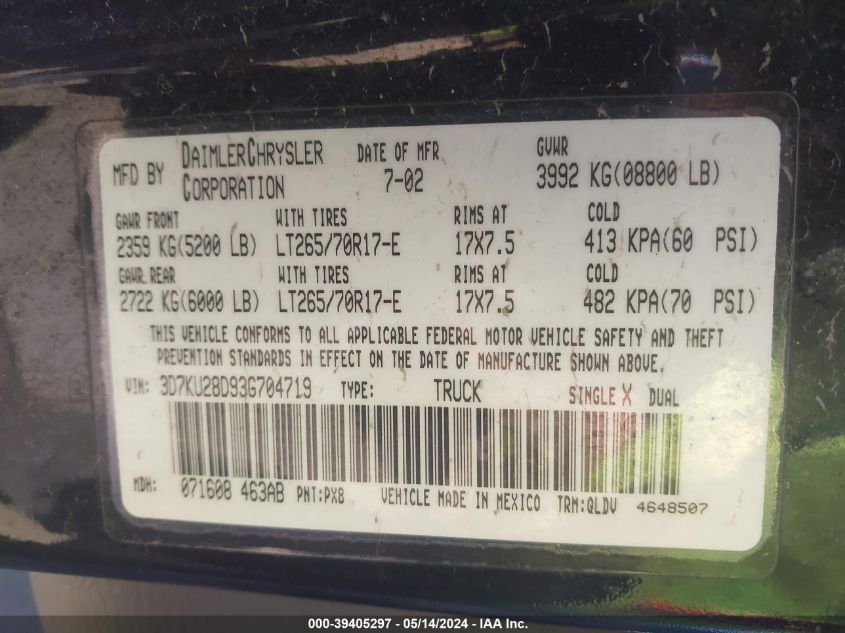 MFD BY DAIMLERCHRYSLER CORPORATION DATE OF MFR 7-02 GVWR 3992 KG(08800 LB)
GAWR FRONT WITH TIRES RIMS AT COLD
2359 KG(5200 LB) LT265/70R17-E 17X7.5 413 KPA(60 PSI)
GAWR REAR WITH TIRES RIMS AT COLD
2722 KG(6000 LB) LT265/70R17-E 17X7.5 482 KPA(70 PSI)
THIS VEHICLE CONFORMS TO ALL APPLICABLE FEDERAL MOTOR VEHICLE SAFETY AND THEFT
PREVENTION STANDARDS IN EFFECT ON THE DATE OF MANUFACTURE SHOWN ABOVE.
VIN: 3D7KU28D93G704719 TYPE: TRUCK SINGLE X DUAL
MDH: 071608 463AB PNT:PX8 VEHICLE MADE IN MEXICO TRM:QLDV 4648507
000-39405297 - 05/14/2024 - IAA Inc.